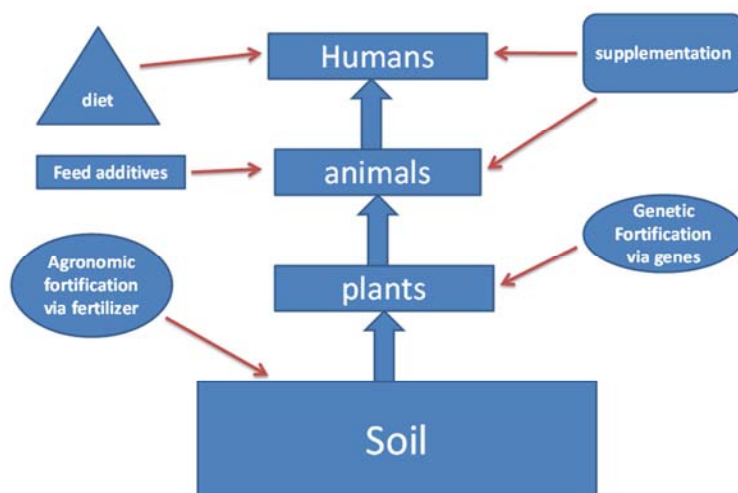 Humans
supplementation
diet
Feed additives
animals
Genetic
Fortification
via genes
Agronomic
fortification
via fertilizer
plants
Soil